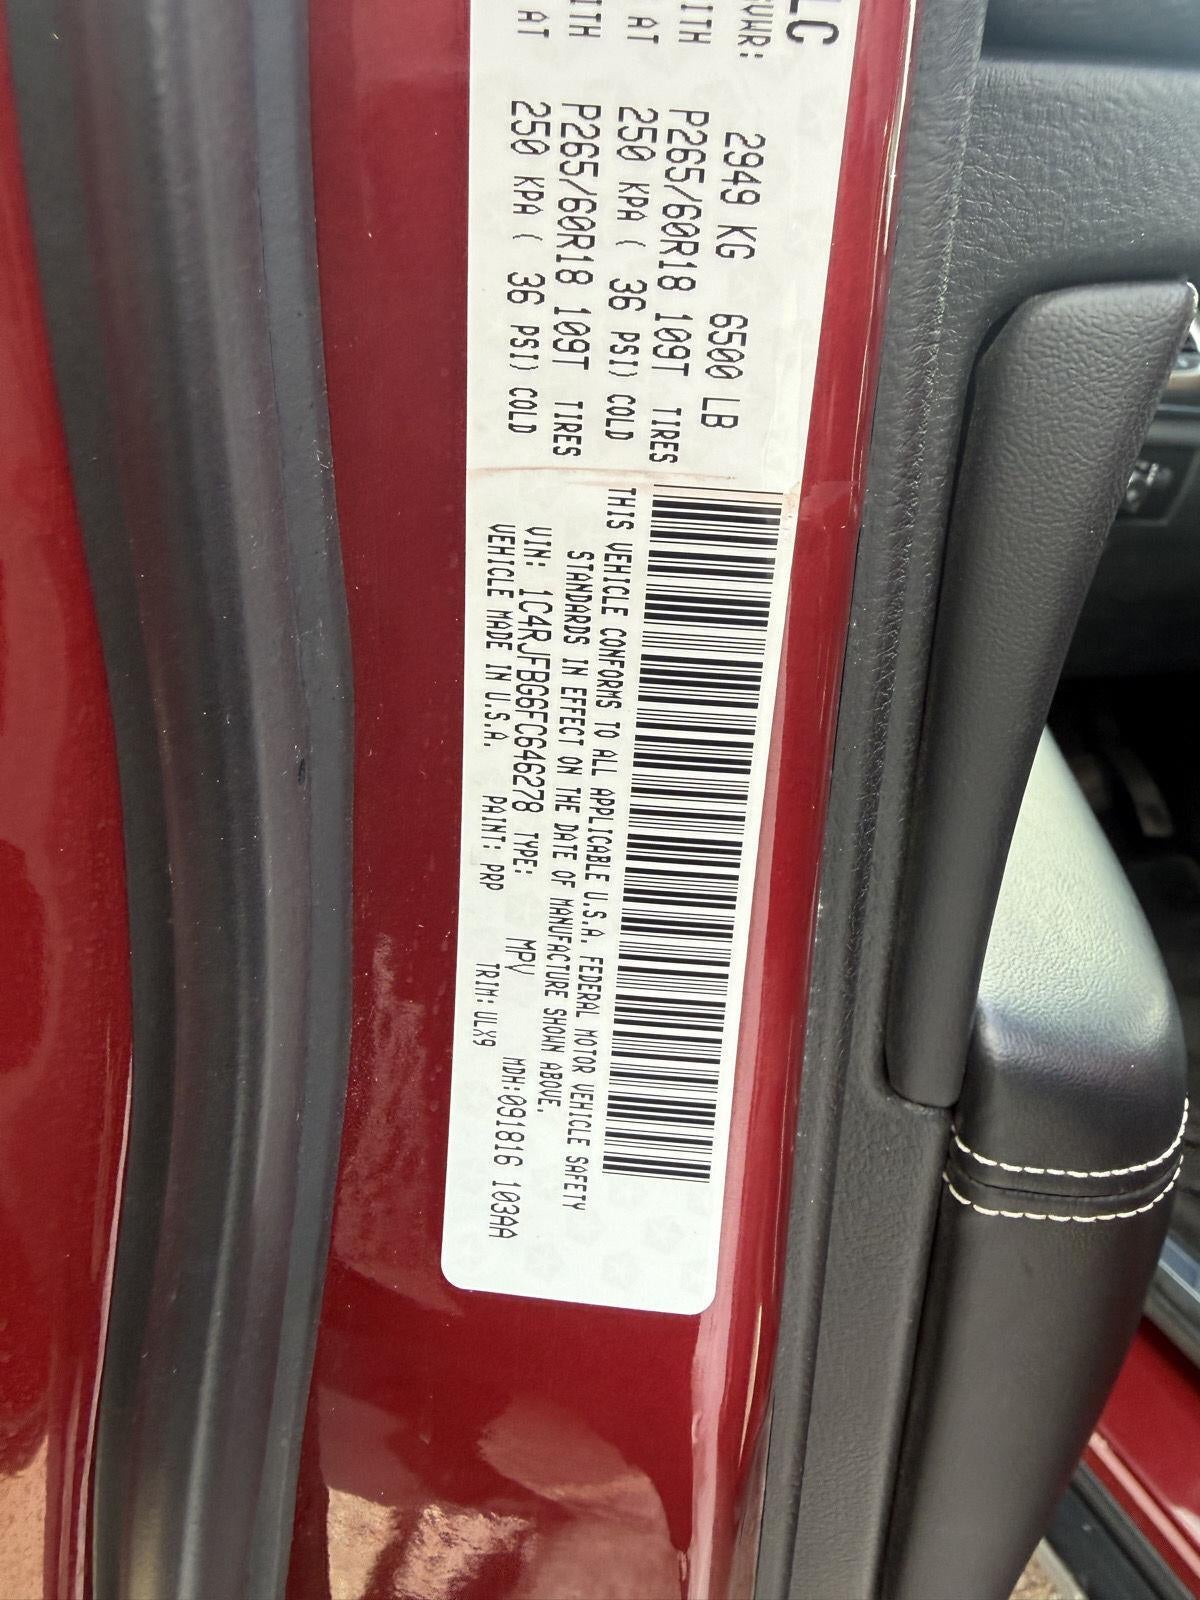 LC
GVWR: 2949 KG 6500 LB
WITH P265/60R18 109T TIRES
AT 250 KPA ( 36 PSI) COLD
WITH P265/60R18 109T TIRES
AT 250 KPA ( 36 PSI) COLD
THIS VEHICLE CONFORMS TO ALL APPLICABLE U.S.A. FEDERAL MOTOR VEHICLE SAFETY
STANDARDS IN EFFECT ON THE DATE OF MANUFACTURE SHOWN ABOVE.
VIN: 1C4RJFBG6FC646278 TYPE: MPV MDH:091816 103AA
VEHICLE MADE IN U.S.A. PAINT: PRP TRIM: ULX9